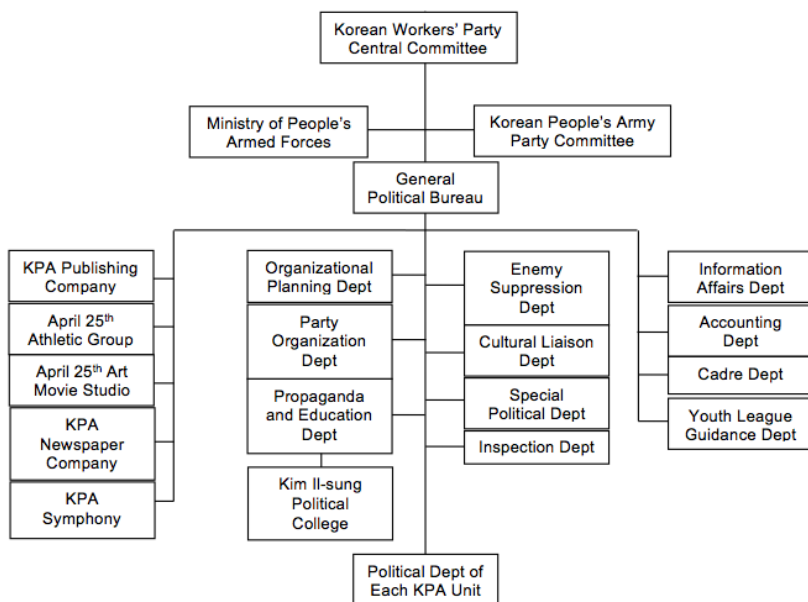 Korean Workers' Party
Central Committee
Ministry of People's
Armed Forces
Korean People's Army
Party Committee
General
Political Bureau
KPA Publishing
Company
April 25th
Athletic Group
April 25th Art
Movie Studio
KPA
Newspaper
Company
KPA
Symphony
Organizational
Planning Dept
Party
Organization
Dept
Propaganda
and Education
Dept
Kim Il-sung
Political
College
Enemy
Suppression
Dept
Cultural Liaison
Dept
Special
Political Dept
Inspection Dept
Information
Affairs Dept
Accounting
Dept
Cadre Dept
Youth League
Guidance Dept
Political Dept of
Each KPA Unit